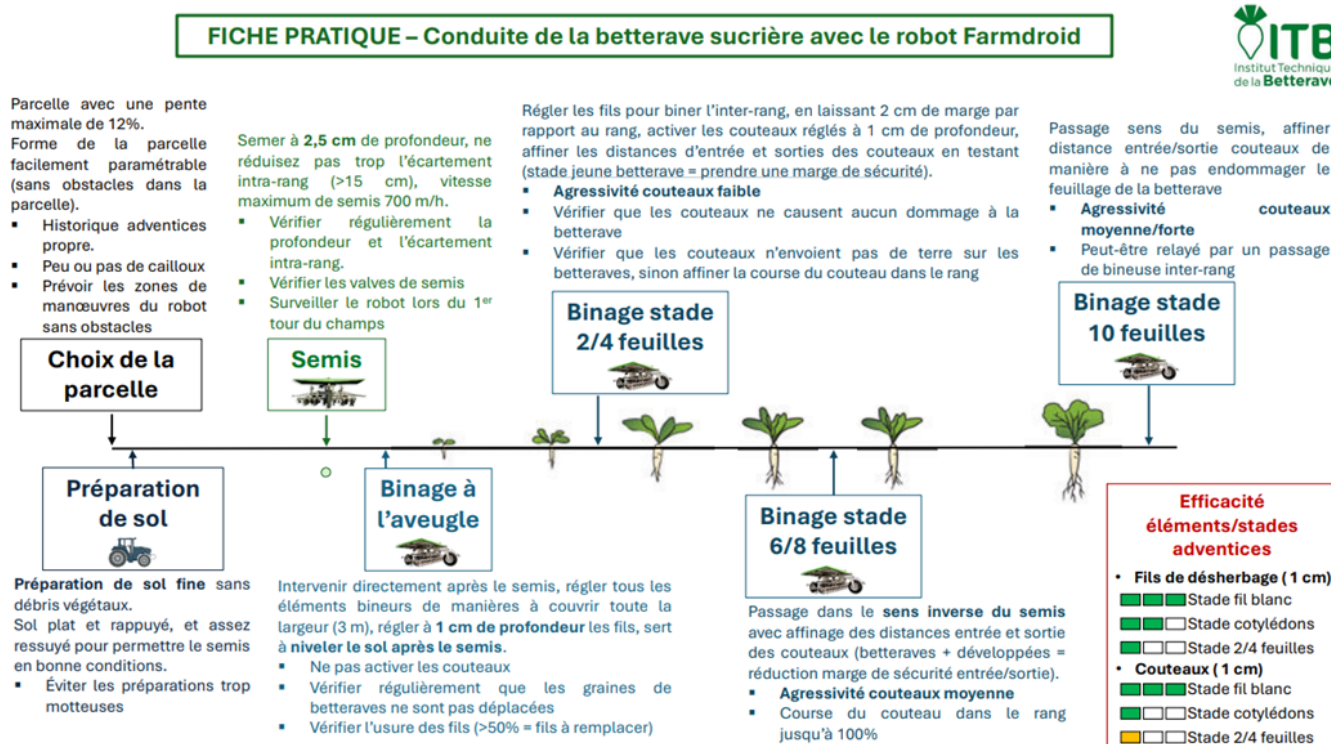 FICHE PRATIQUE – Conduite de la betterave sucrière avec le robot Farmdroid
ITB
Institut Technique
de la Betterave
Parcelle avec une pente
maximale de 12%.
Forme de la parcelle
facilement paramétrable
(sans obstacles dans la
parcelle).
▪ Historique adventices
propre.
▪ Peu ou pas de cailloux
▪ Prévoir les zones de
manœuvres du robot
sans obstacles
Semer à 2,5 cm de profondeur, ne
réduisez pas trop l'écartement
intra-rang (>15 cm), vitesse
maximum de semis 700 m/h.
▪ Vérifier régulièrement la
profondeur et l'écartement
intra-rang.
▪ Vérifier les valves de semis
▪ Surveiller le robot lors du 1er
tour du champs
Régler les fils pour biner l'inter-rang, en laissant 2 cm de marge par
rapport au rang, activer les couteaux réglés à 1 cm de profondeur,
affiner les distances d'entrée et sorties des couteaux en testant
(stade jeune betterave = prendre une marge de sécurité).
▪ Agressivité couteaux faible
▪ Vérifier que les couteaux ne causent aucun dommage à la
betterave
▪ Vérifier que les couteaux n'envoient pas de terre sur les
betteraves, sinon affiner la course du couteau dans le rang
Passage sens du semis, affiner
distance entrée/sortie couteaux de
manière à ne pas endommager le
feuillage de la betterave
▪ Agressivité couteaux
moyenne/forte
▪ Peut-être relayé par un passage
de bineuse inter-rang
Choix de la
parcelle
Semis
Binage stade
2/4 feuilles
Binage stade
10 feuilles
Préparation
de sol
Binage à
l'aveugle
Binage stade
6/8 feuilles
Préparation de sol fine sans
débris végétaux.
Sol plat et rappuyé, et assez
ressuyé pour permettre le semis
en bonne conditions.
▪ Éviter les préparations trop
motteuses
Intervenir directement après le semis, régler tous les
éléments bineurs de manières à couvrir toute la
largeur (3 m), régler à 1 cm de profondeur les fils, sert
à niveler le sol après le semis.
▪ Ne pas activer les couteaux
▪ Vérifier régulièrement que les graines de
betteraves ne sont pas déplacées
▪ Vérifier l'usure des fils (>50% = fils à remplacer)
Passage dans le sens inverse du semis
avec affinage des distances entrée et sortie
des couteaux (betteraves + développées =
réduction marge de sécurité entrée/sortie).
▪ Agressivité couteaux moyenne
▪ Course du couteau dans le rang
jusqu'à 100%
Efficacité
éléments/stades
adventices
• Fils de désherbage ( 1 cm)
Stade fil blanc
Stade cotylédons
Stade 2/4 feuilles
• Couteaux ( 1 cm)
Stade fil blanc
Stade cotylédons
Stade 2/4 feuilles